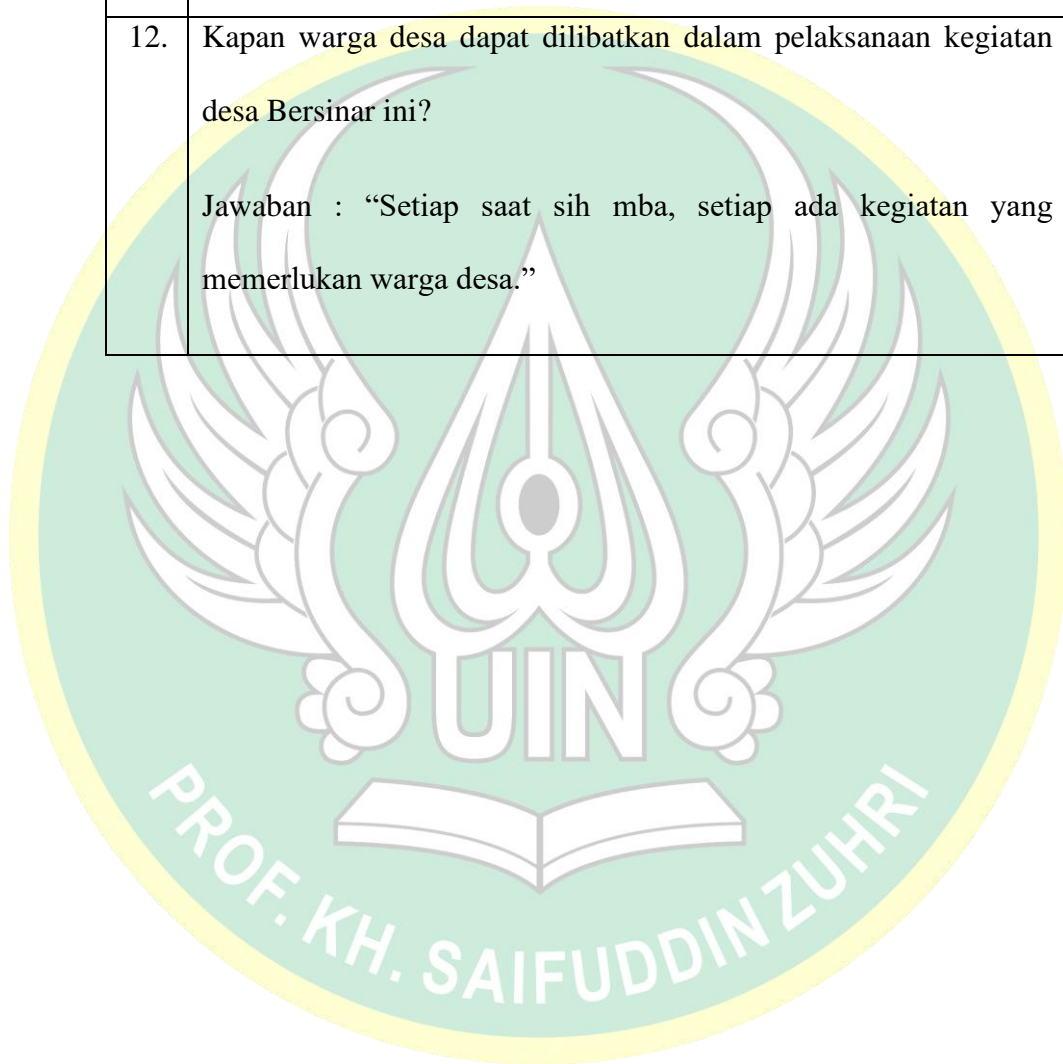 12. Kapan warga desa dapat dilibatkan dalam pelaksanaan kegiatan
desa Bersinar ini?
Jawaban : “Setiap saat sih mba, setiap ada kegiatan yang
memerlukan warga desa.”
UIN
PROF. KH. SAIFUDDIN ZUHRI